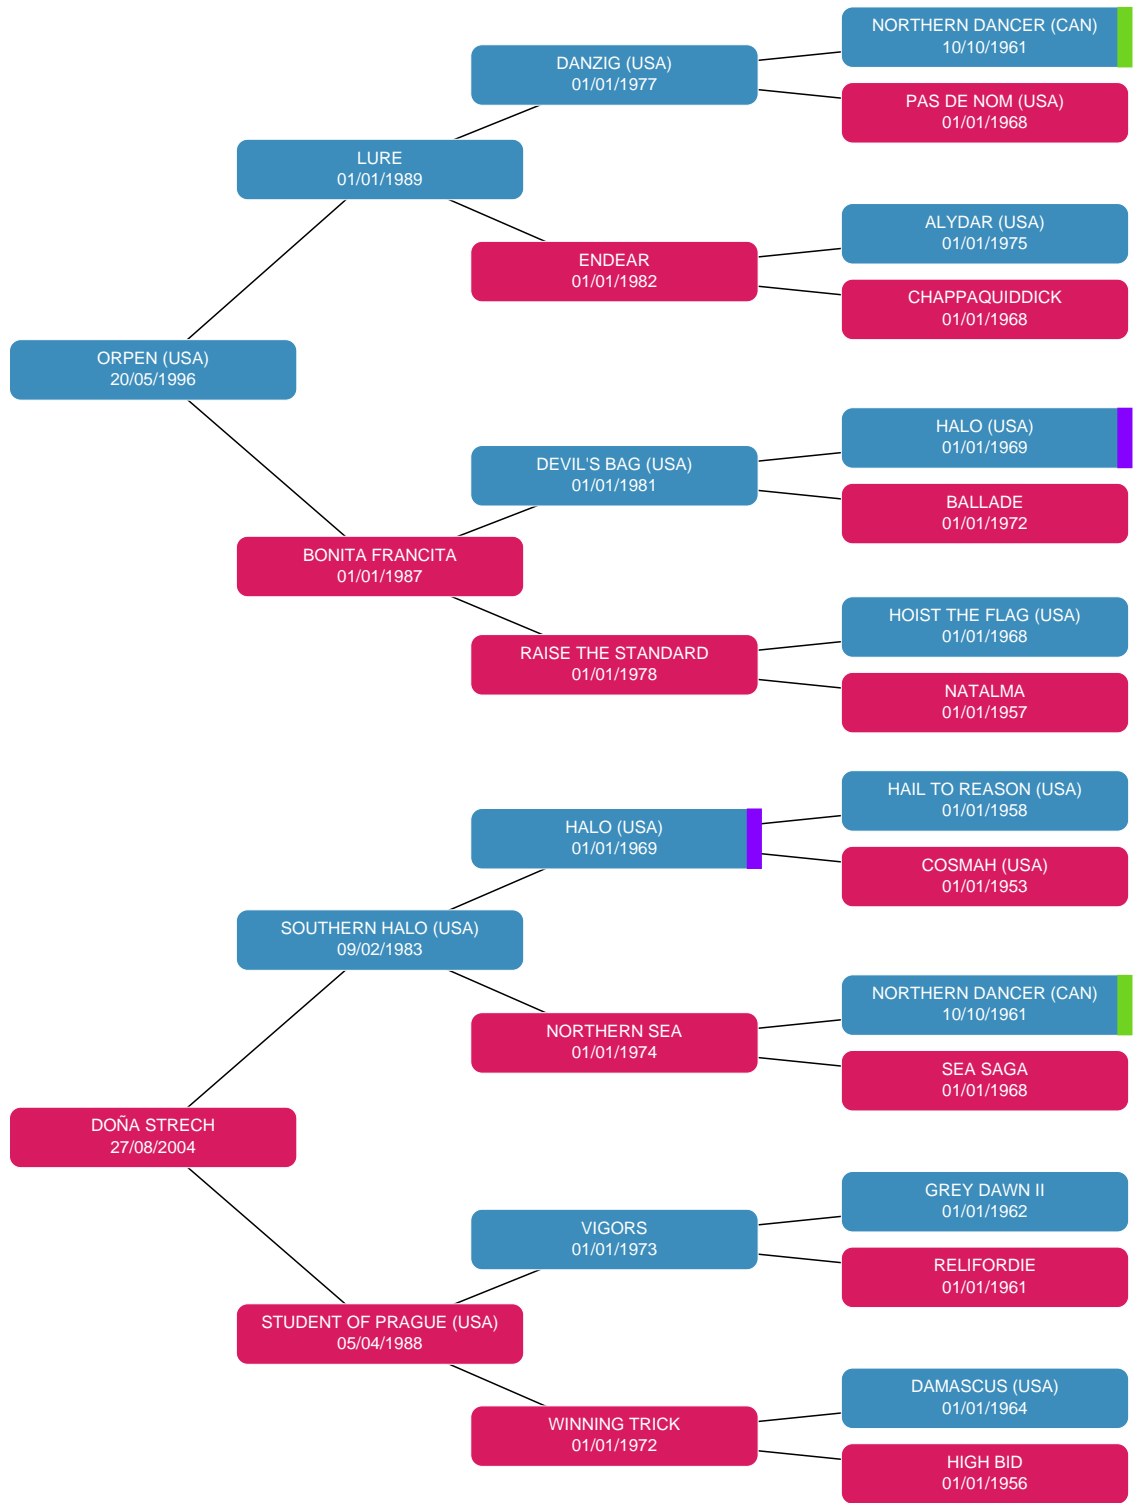 NORTHERN DANCER (CAN)
10/10/1961
DANZIG (USA)
01/01/1977
PAS DE NOM (USA)
01/01/1968
LURE
01/01/1989
ALYDAR (USA)
01/01/1975
ENDEAR
01/01/1982
CHAPPAQUIDDICK
01/01/1968
ORPEN (USA)
20/05/1996
HALO (USA)
01/01/1969
DEVIL'S BAG (USA)
01/01/1981
BALLADE
01/01/1972
BONITA FRANCITA
01/01/1987
HOIST THE FLAG (USA)
01/01/1968
RAISE THE STANDARD
01/01/1978
NATALMA
01/01/1957
HAIL TO REASON (USA)
01/01/1958
HALO (USA)
01/01/1969
COSMAH (USA)
01/01/1953
SOUTHERN HALO (USA)
09/02/1983
NORTHERN DANCER (CAN)
10/10/1961
NORTHERN SEA
01/01/1974
SEA SAGA
01/01/1968
DOÑA STRECH
27/08/2004
GREY DAWN II
01/01/1962
VIGORS
01/01/1973
RELIFORDIE
01/01/1961
STUDENT OF PRAGUE (USA)
05/04/1988
DAMASCUS (USA)
01/01/1964
WINNING TRICK
01/01/1972
HIGH BID
01/01/1956